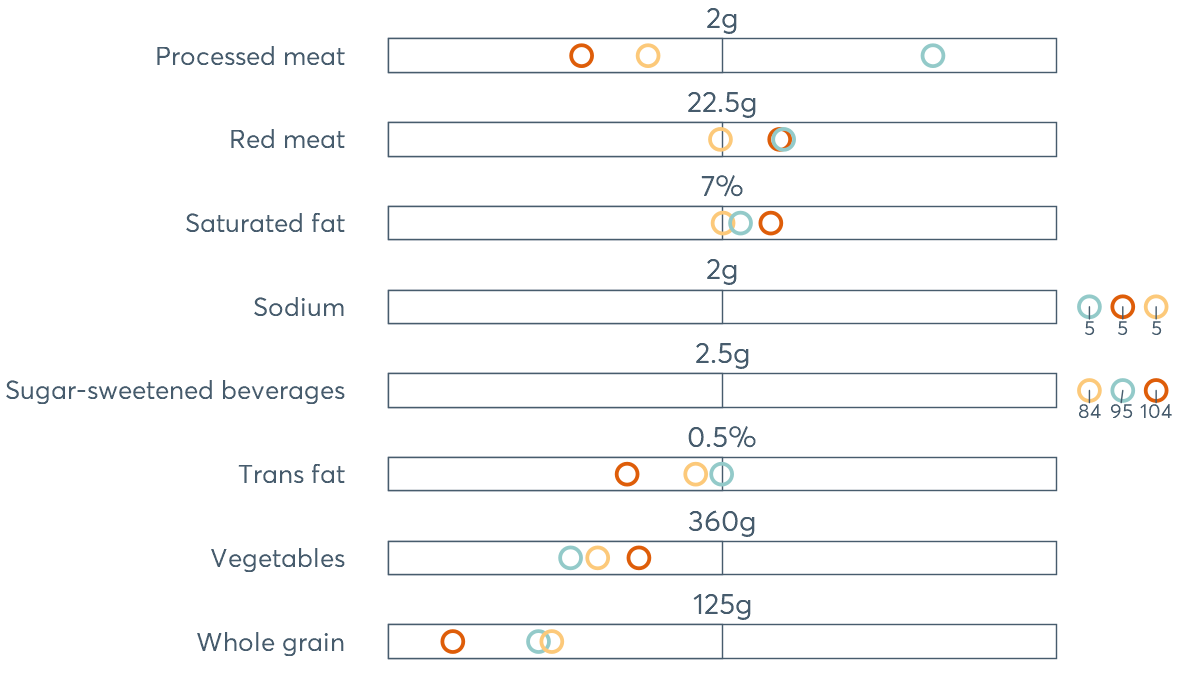 2g
Processed meat
22.5g
Red meat
7%
Saturated fat
2g
Sodium
5 5 5
2.5g
Sugar-sweetened beverages
84 95 104
0.5%
Trans fat
360g
Vegetables
125g
Whole grain